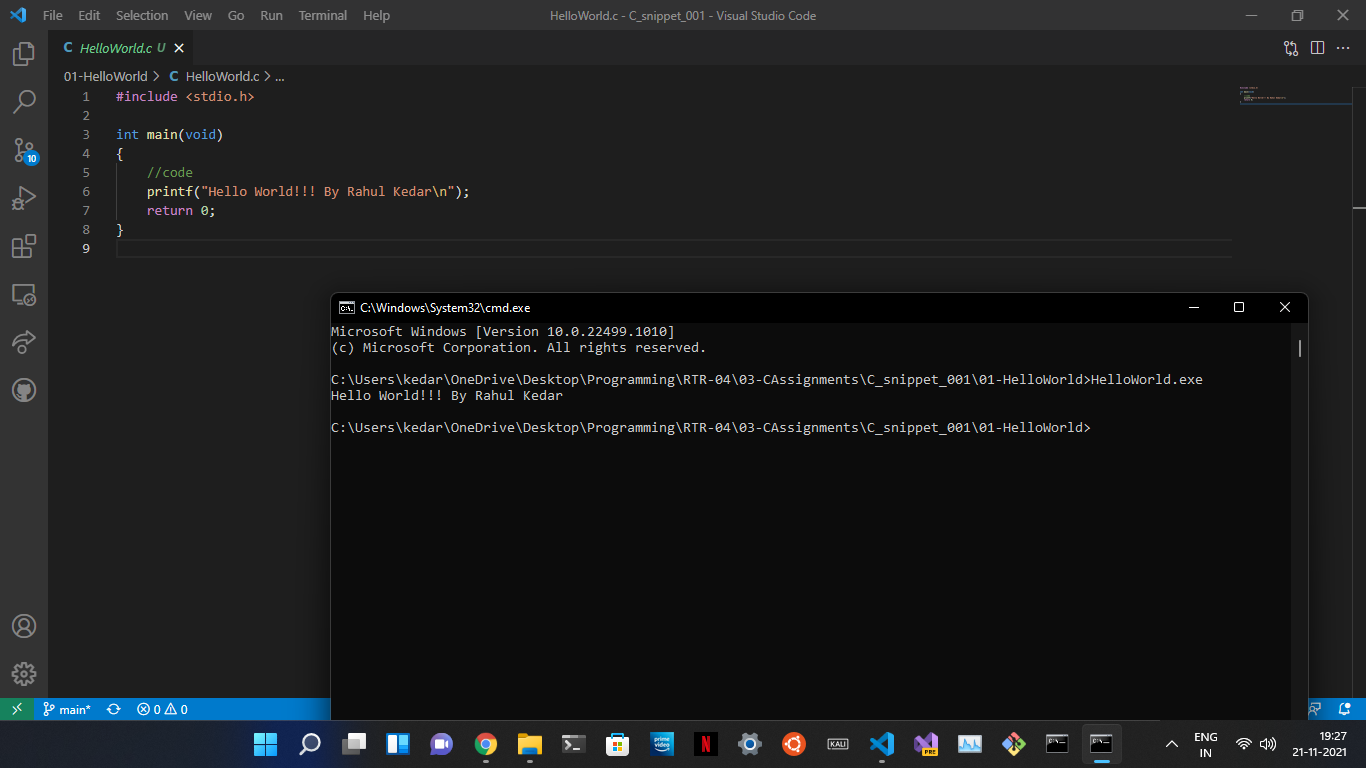 File Edit Selection View Go Run Terminal Help HelloWorld.c - C_snippet_001 - Visual Studio Code
C HelloWorld.c U
01-HelloWorld > C HelloWorld.c > ...
1 #include <stdio.h>
2
3 int main(void)
4 {
5 //code
6 printf("Hello World!!! By Rahul Kedar\n");
7 return 0;
8 }
9
10
C:\Windows\System32\cmd.exe
Microsoft Windows [Version 10.0.22499.1010]
(c) Microsoft Corporation. All rights reserved.
C:\Users\kedar\OneDrive\Desktop\Programming\RTR-04\03-CAssignments\C_snippet_001\01-HelloWorld>HelloWorld.exe
Hello World!!! By Rahul Kedar
C:\Users\kedar\OneDrive\Desktop\Programming\RTR-04\03-CAssignments\C_snippet_001\01-HelloWorld>
main* 0 0
prime video N KALI PRE
ENG
IN
19:27
21-11-2021